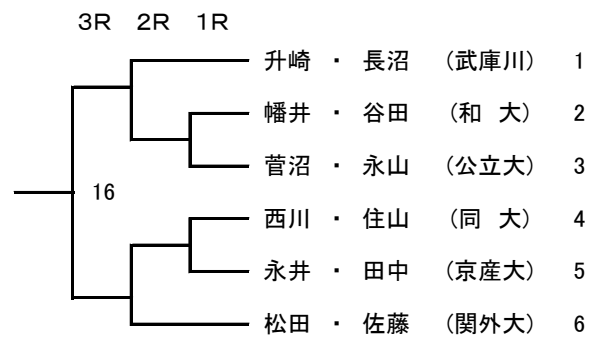 3R 2R 1R
升崎 ・ 長沼 (武庫川) 1
幡井 ・ 谷田 (和 大) 2
菅沼 ・ 永山 (公立大) 3
16
西川 ・ 住山 (同 大) 4
永井 ・ 田中 (京産大) 5
松田 ・ 佐藤 (関外大) 6